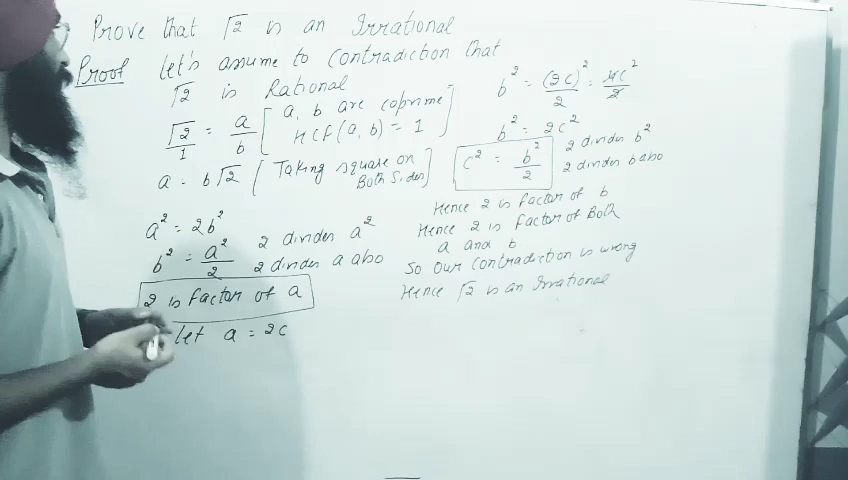 Prove that √2 is an Irrational
Proof Let's assume to Contradiction that
√2 is Rational
√2/1 = a/b [a, b are coprime
HCF(a, b) = 1]
a = b√2 [Taking square on
Both Sides]
a² = 2b²
2 divides a²
b² = a²/2 2 divides a also
2 is factor of a
let a = 2c
b² = (2c)²/2 = 4c²/2
b² = 2c²
c² = b²/2
2 divides b²
2 divides b also
Hence 2 is factor of b
Hence 2 is Factor of Both
a and b
So Our Contradiction is wrong
Hence √2 is an Irrational